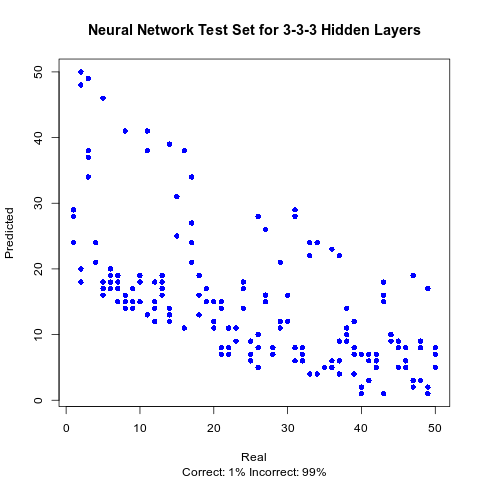 Neural Network Test Set for 3-3-3 Hidden Layers
Predicted
50
40
30
20
10
0
0 10 20 30 40 50
Real
Correct: 1% Incorrect: 99%